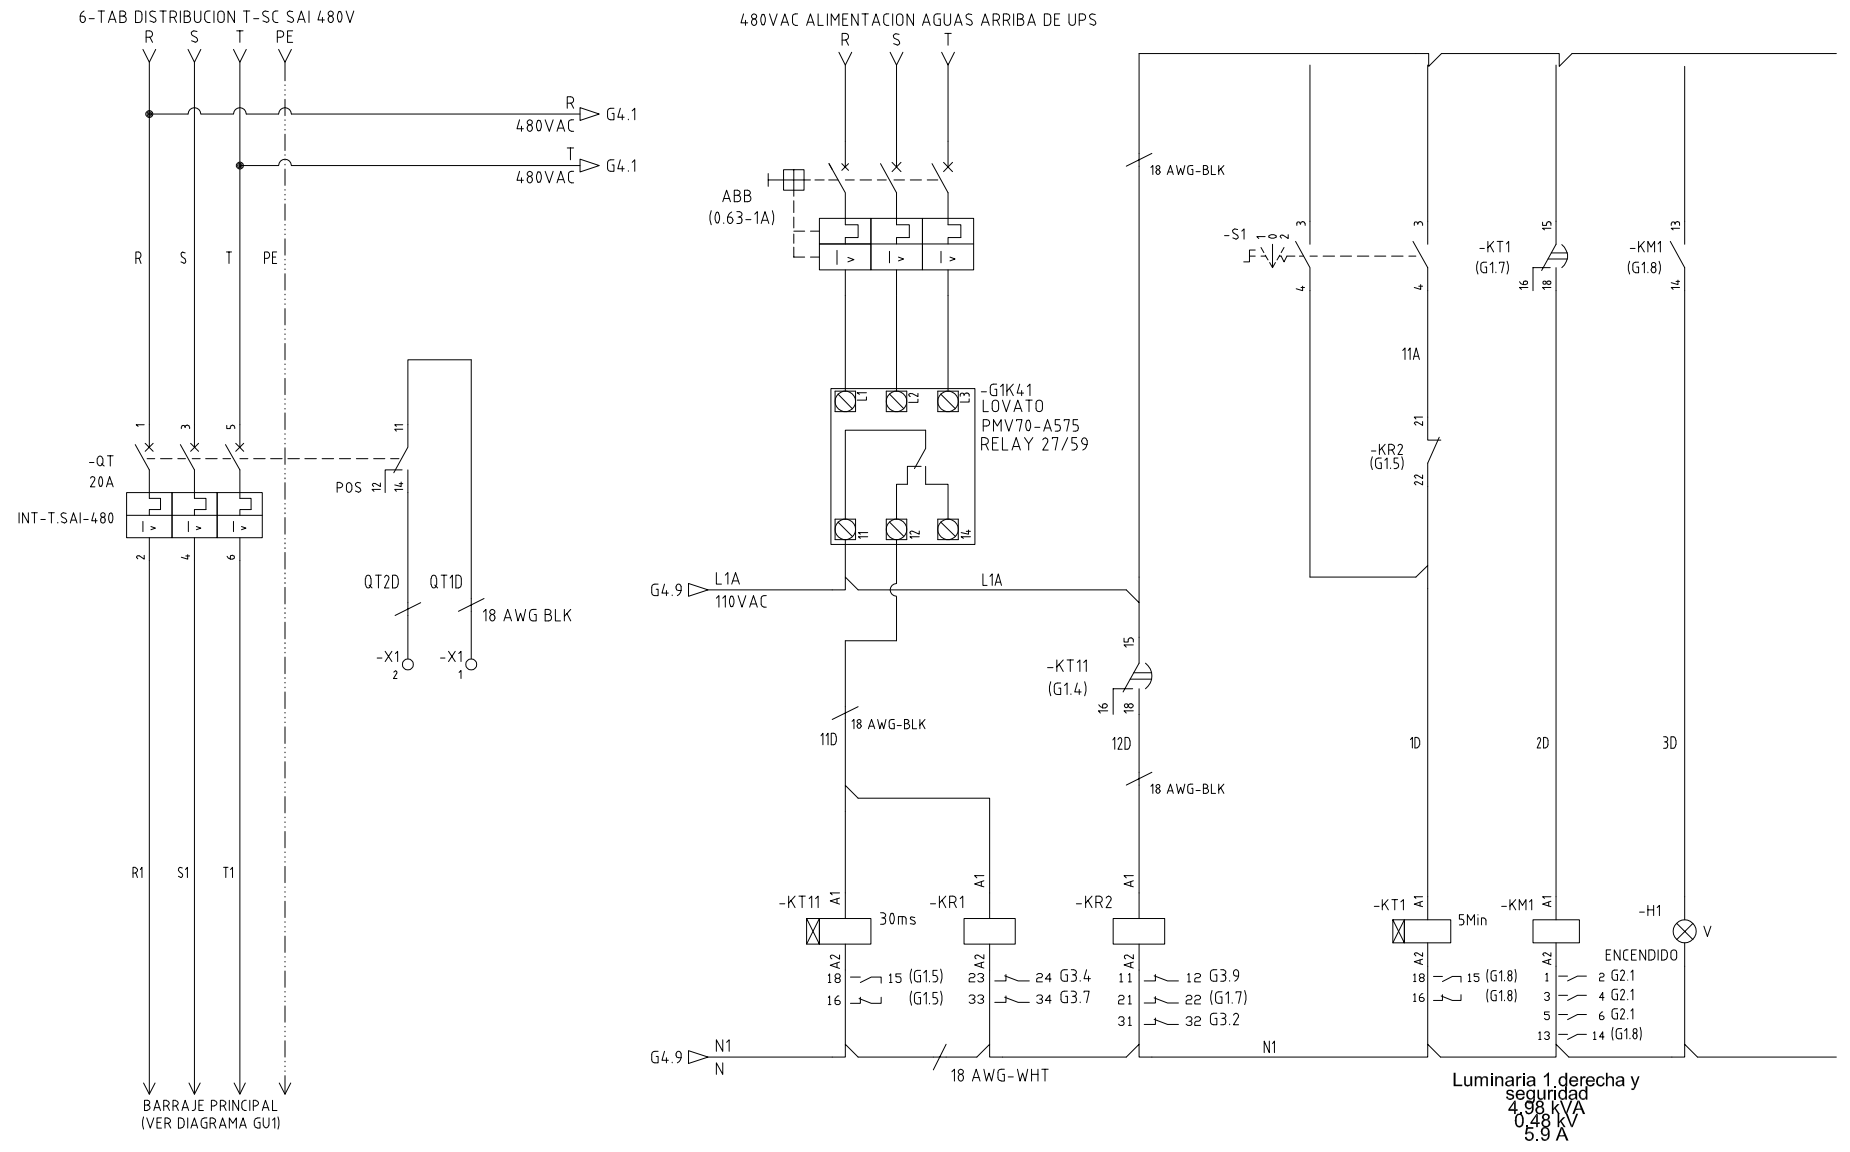 6-TAB DISTRIBUCION T-SC SAI 480V
R S T PE
R
480VAC
G4.1
T
480VAC
G4.1
R S T PE
1 3 5
-QT
20A
INT-T.SAI-480
I > I > I >
2 4 6
11
POS 12 14
QT2D QT1D
18 AWG BLK
-X1
2
-X1
1
R1 S1 T1
BARRAJE PRINCIPAL
(VER DIAGRAMA GU1)
480VAC ALIMENTACION AGUAS ARRIBA DE UPS
R S T
ABB
(0.63-1A)
I > I > I >
L1 L2 L3
-G1K41
LOVATO
PMV70-A575
RELAY 27/59
11 12 14
G4.9
L1A
110VAC
L1A
18 AWG-BLK
11D
18 AWG-BLK
15
-KT11
(G1.4)
16 18
12D
18 AWG-BLK
-KT11
A1
30ms
A2
18 15 (G1.5)
16 (G1.5)
-KR1
A1
A2
23 24 G3.4
33 34 G3.7
-KR2
A1
A2
11 12 G3.9
21 22 (G1.7)
31 32 G3.2
G4.9
N1
N
18 AWG-WHT
N1
-S1
1 0 2
3
4
3
4
11A
21
-KR2
(G1.5)
22
1D
-KT1
A1
5Min
A2
18 15 (G1.8)
16 (G1.8)
15
-KT1
(G1.7)
16 18
2D
-KM1
A1
A2
1 2 G2.1
3 4 G2.1
5 6 G2.1
13 14 (G1.8)
13
-KM1
(G1.8)
14
3D
-H1
V
ENCENDIDO
Luminaria 1 derecha y
seguridad
4.98 kVA
0.48 kV
5.9 A